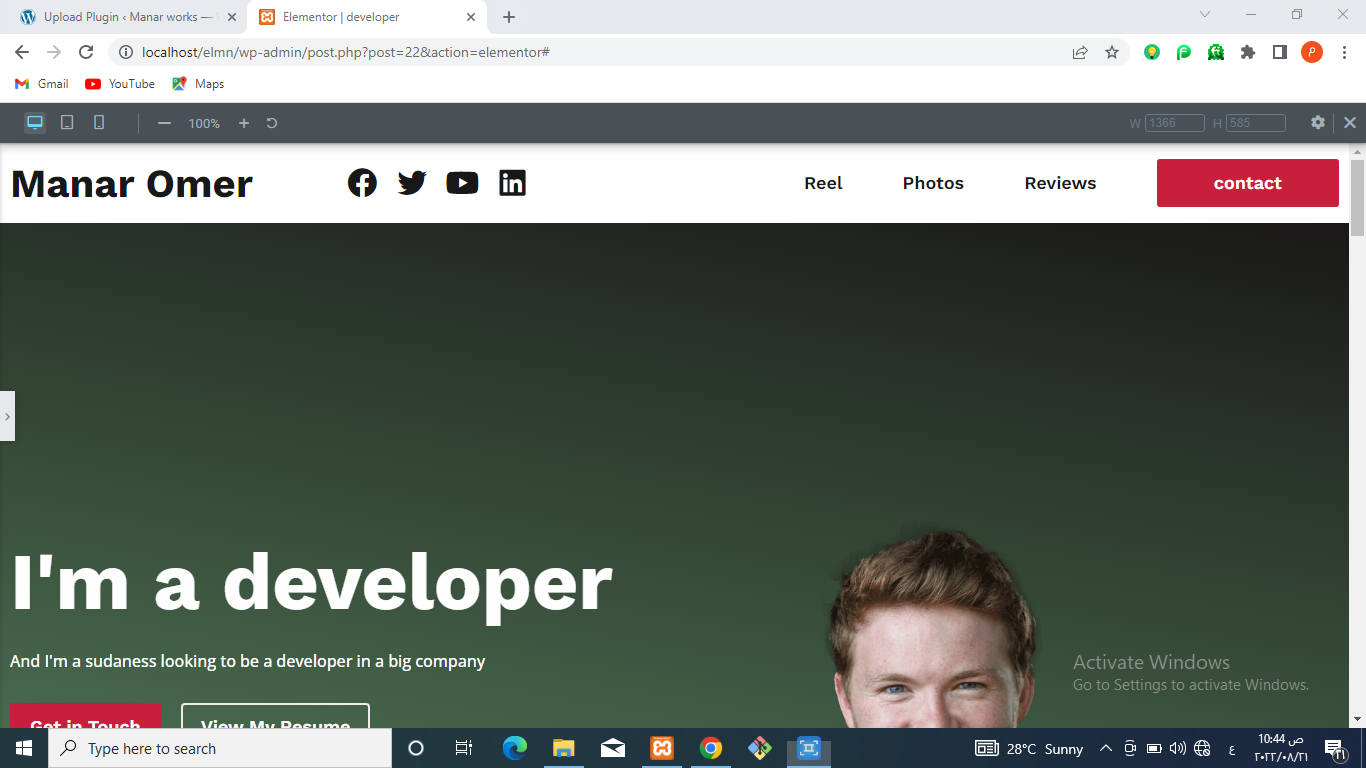 Upload Plugin ‹ Manar works —
Elementor | developer
localhost/elmn/wp-admin/post.php?post=22&action=elementor#
P
Gmail
YouTube
Maps
100%
W 1366 H 585
Manar Omer
Reel
Photos
Reviews
contact
I'm a developer
And I'm a sudaness looking to be a developer in a big company
Get in Touch
View My Resume
Activate Windows
Go to Settings to activate Windows.
Type here to search
28°C Sunny
ع
10:44 ص
٢٠٢٢/٠٨/٢١
١٦